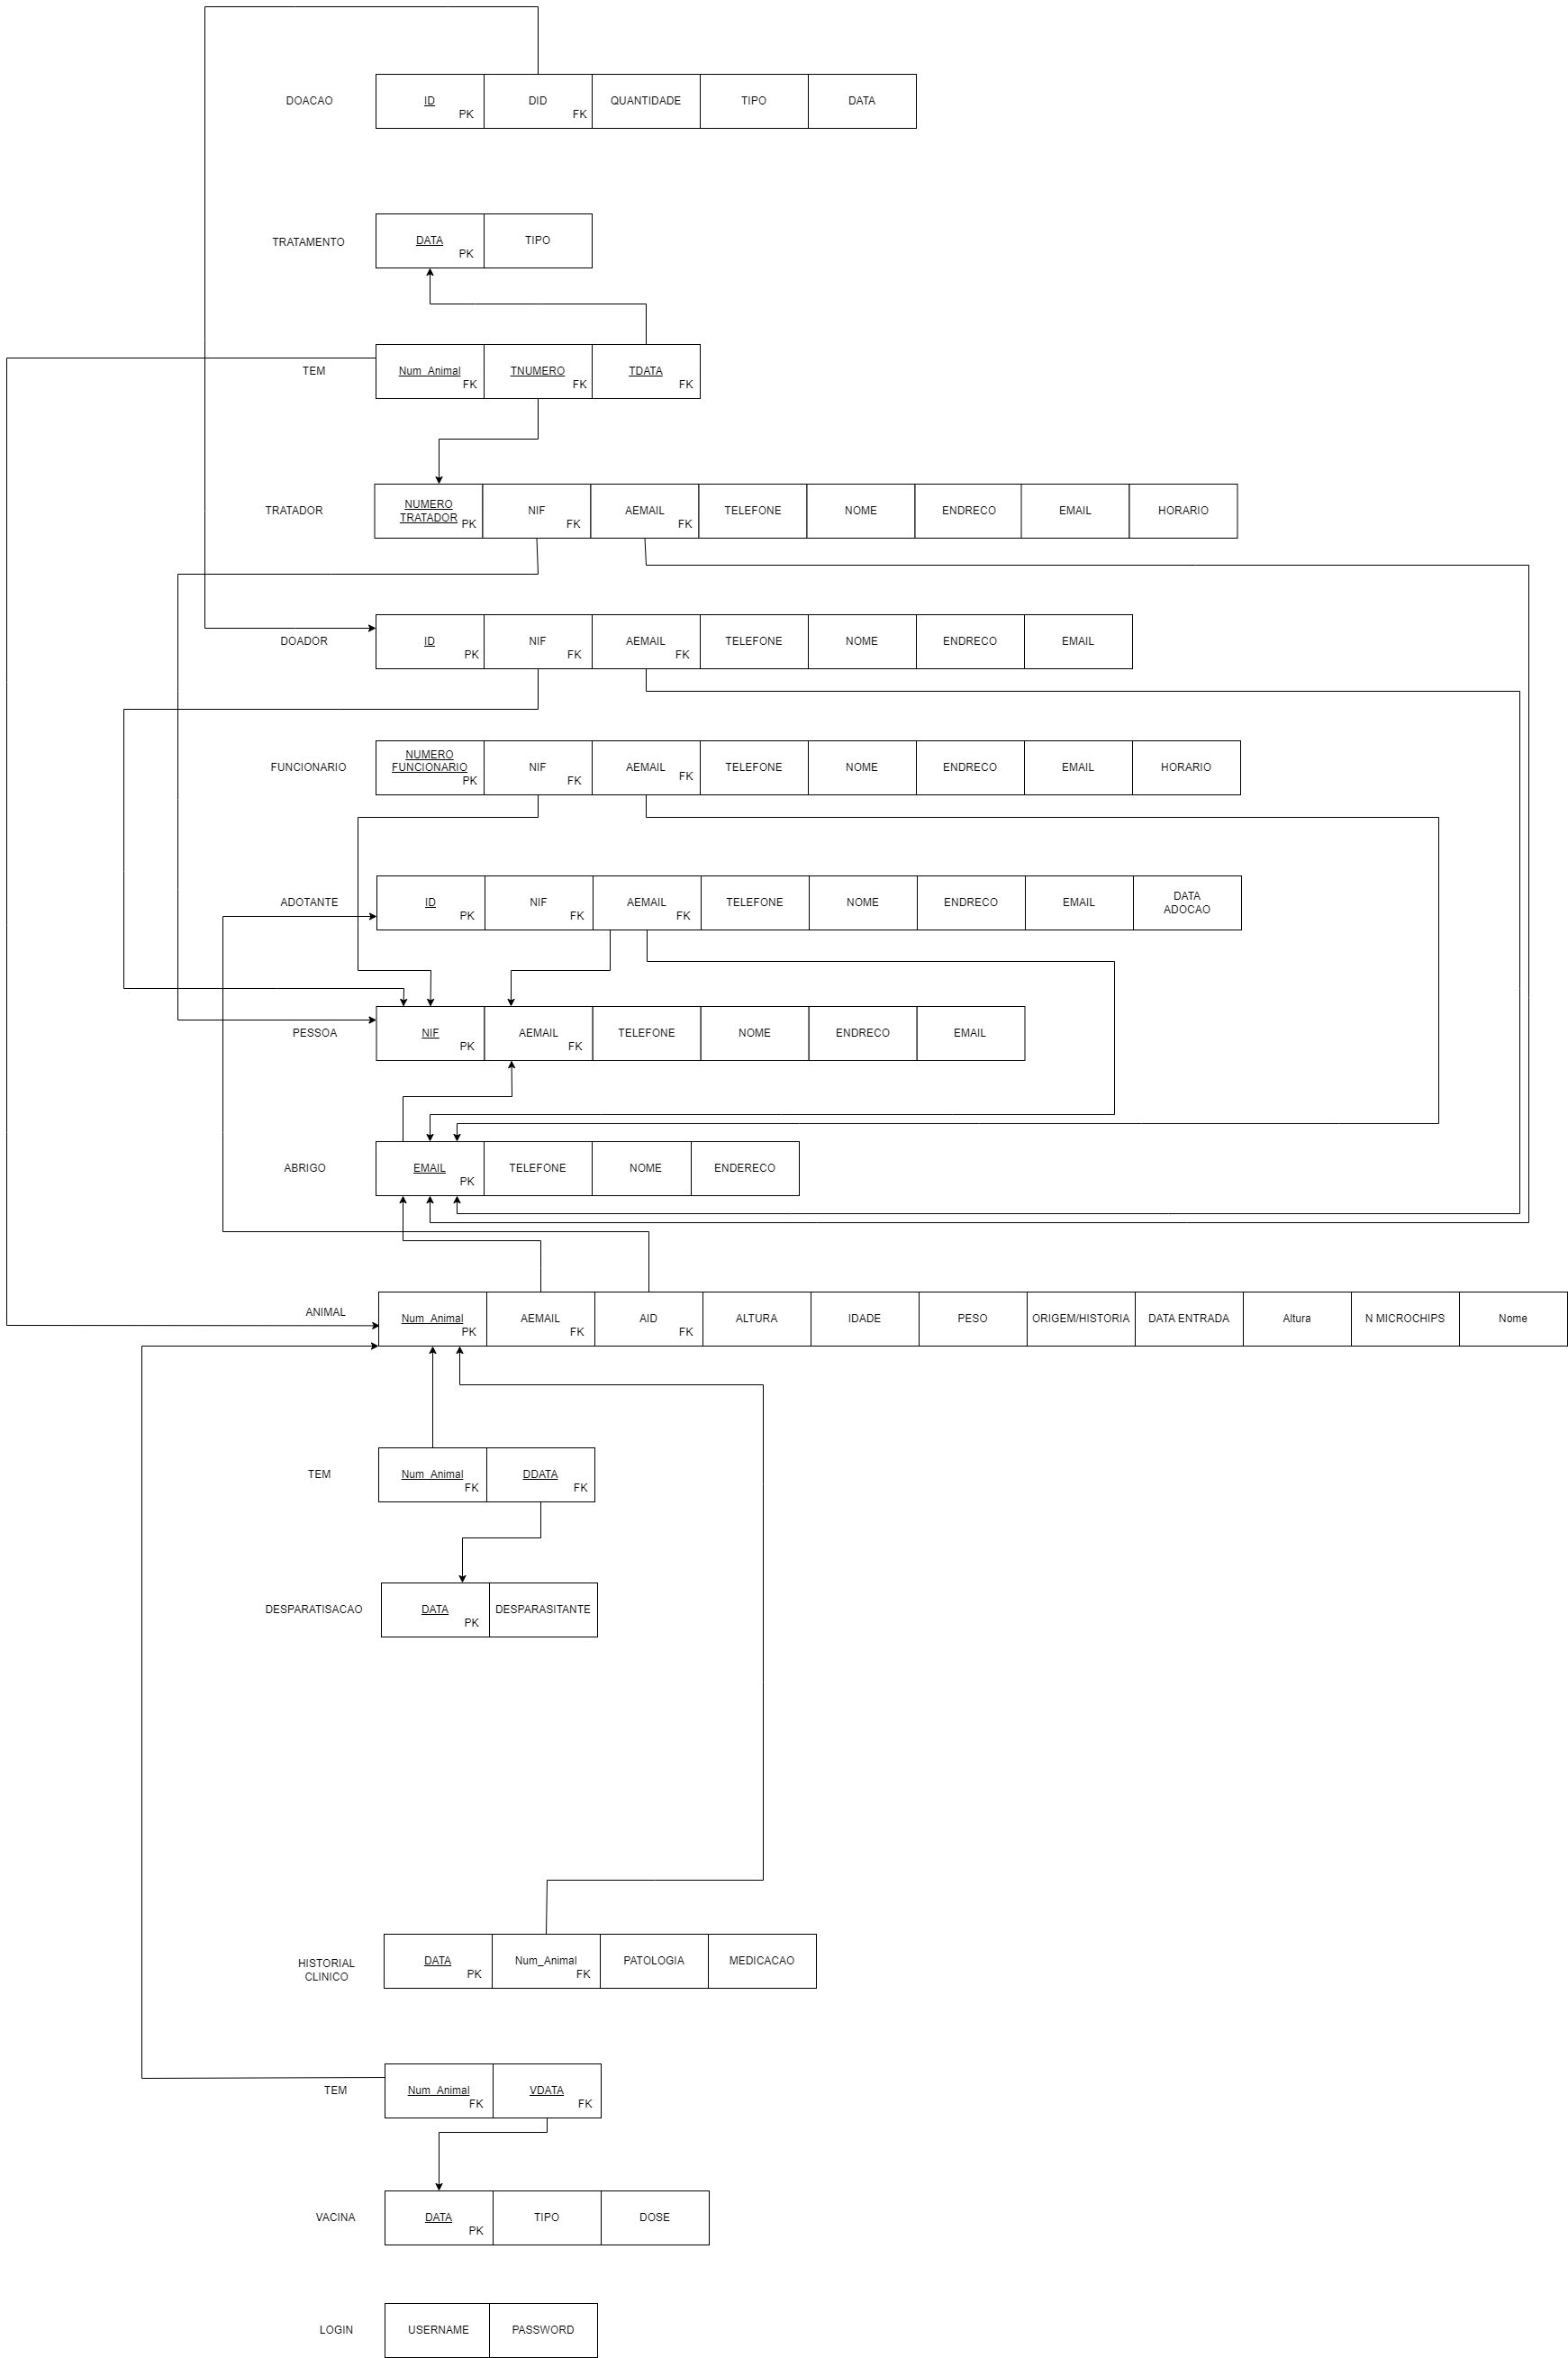 DOACAO
ID
PK
DID
FK
QUANTIDADE
TIPO
DATA
TRATAMENTO
DATA
PK
TIPO
TEM
Num_Animal
FK
TNUMERO
FK
TDATA
FK
TRATADOR
NUMERO
TRATADOR
PK
NIF
FK
AEMAIL
FK
TELEFONE
NOME
ENDRECO
EMAIL
HORARIO
DOADOR
ID
PK
NIF
FK
AEMAIL
FK
TELEFONE
NOME
ENDRECO
EMAIL
FUNCIONARIO
NUMERO
FUNCIONARIO
PK
NIF
FK
AEMAIL
FK
TELEFONE
NOME
ENDRECO
EMAIL
HORARIO
ADOTANTE
ID
PK
NIF
FK
AEMAIL
FK
TELEFONE
NOME
ENDRECO
EMAIL
DATA
ADOCAO
PESSOA
NIF
PK
AEMAIL
FK
TELEFONE
NOME
ENDRECO
EMAIL
ABRIGO
EMAIL
PK
TELEFONE
NOME
ENDERECO
ANIMAL
Num_Animal
PK
AEMAIL
FK
AID
FK
ALTURA
IDADE
PESO
ORIGEM/HISTORIA
DATA ENTRADA
Altura
N MICROCHIPS
Nome
TEM
Num_Animal
FK
DDATA
FK
DESPARATISACAO
DATA
PK
DESPARASITANTE
HISTORIAL
CLINICO
DATA
PK
Num_Animal
FK
PATOLOGIA
MEDICACAO
TEM
Num_Animal
FK
VDATA
FK
VACINA
DATA
PK
TIPO
DOSE
LOGIN
USERNAME
PASSWORD